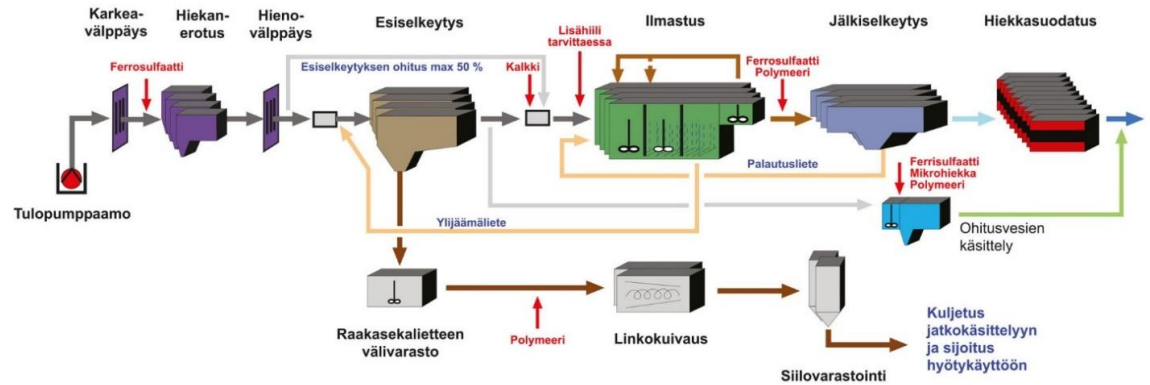 Karkea-
välppäys
Hiekan-
erotus
Hieno-
välppäys
Esiselkeytys
Ilmastus
Jälkiselkeytys
Hiekkasuodatus
Lisähiili
tarvittaessa
Ferrosulfaatti
Esiselkeytyksen ohitus max 50 %
Kalkki
Ferrosulfaatti
Polymeeri
Palautusliete
Ferrisulfaatti
Mikrohiekka
Polymeeri
Tulopumppaamo
Ylijäämäliete
Ohitusvesien
käsittely
Raakasekalietteen
välivarasto
Polymeeri
Linkokuivaus
Siilovarastointi
Kuljetus
jatkokäsittelyyn
ja sijoitus
hyötykäyttöön